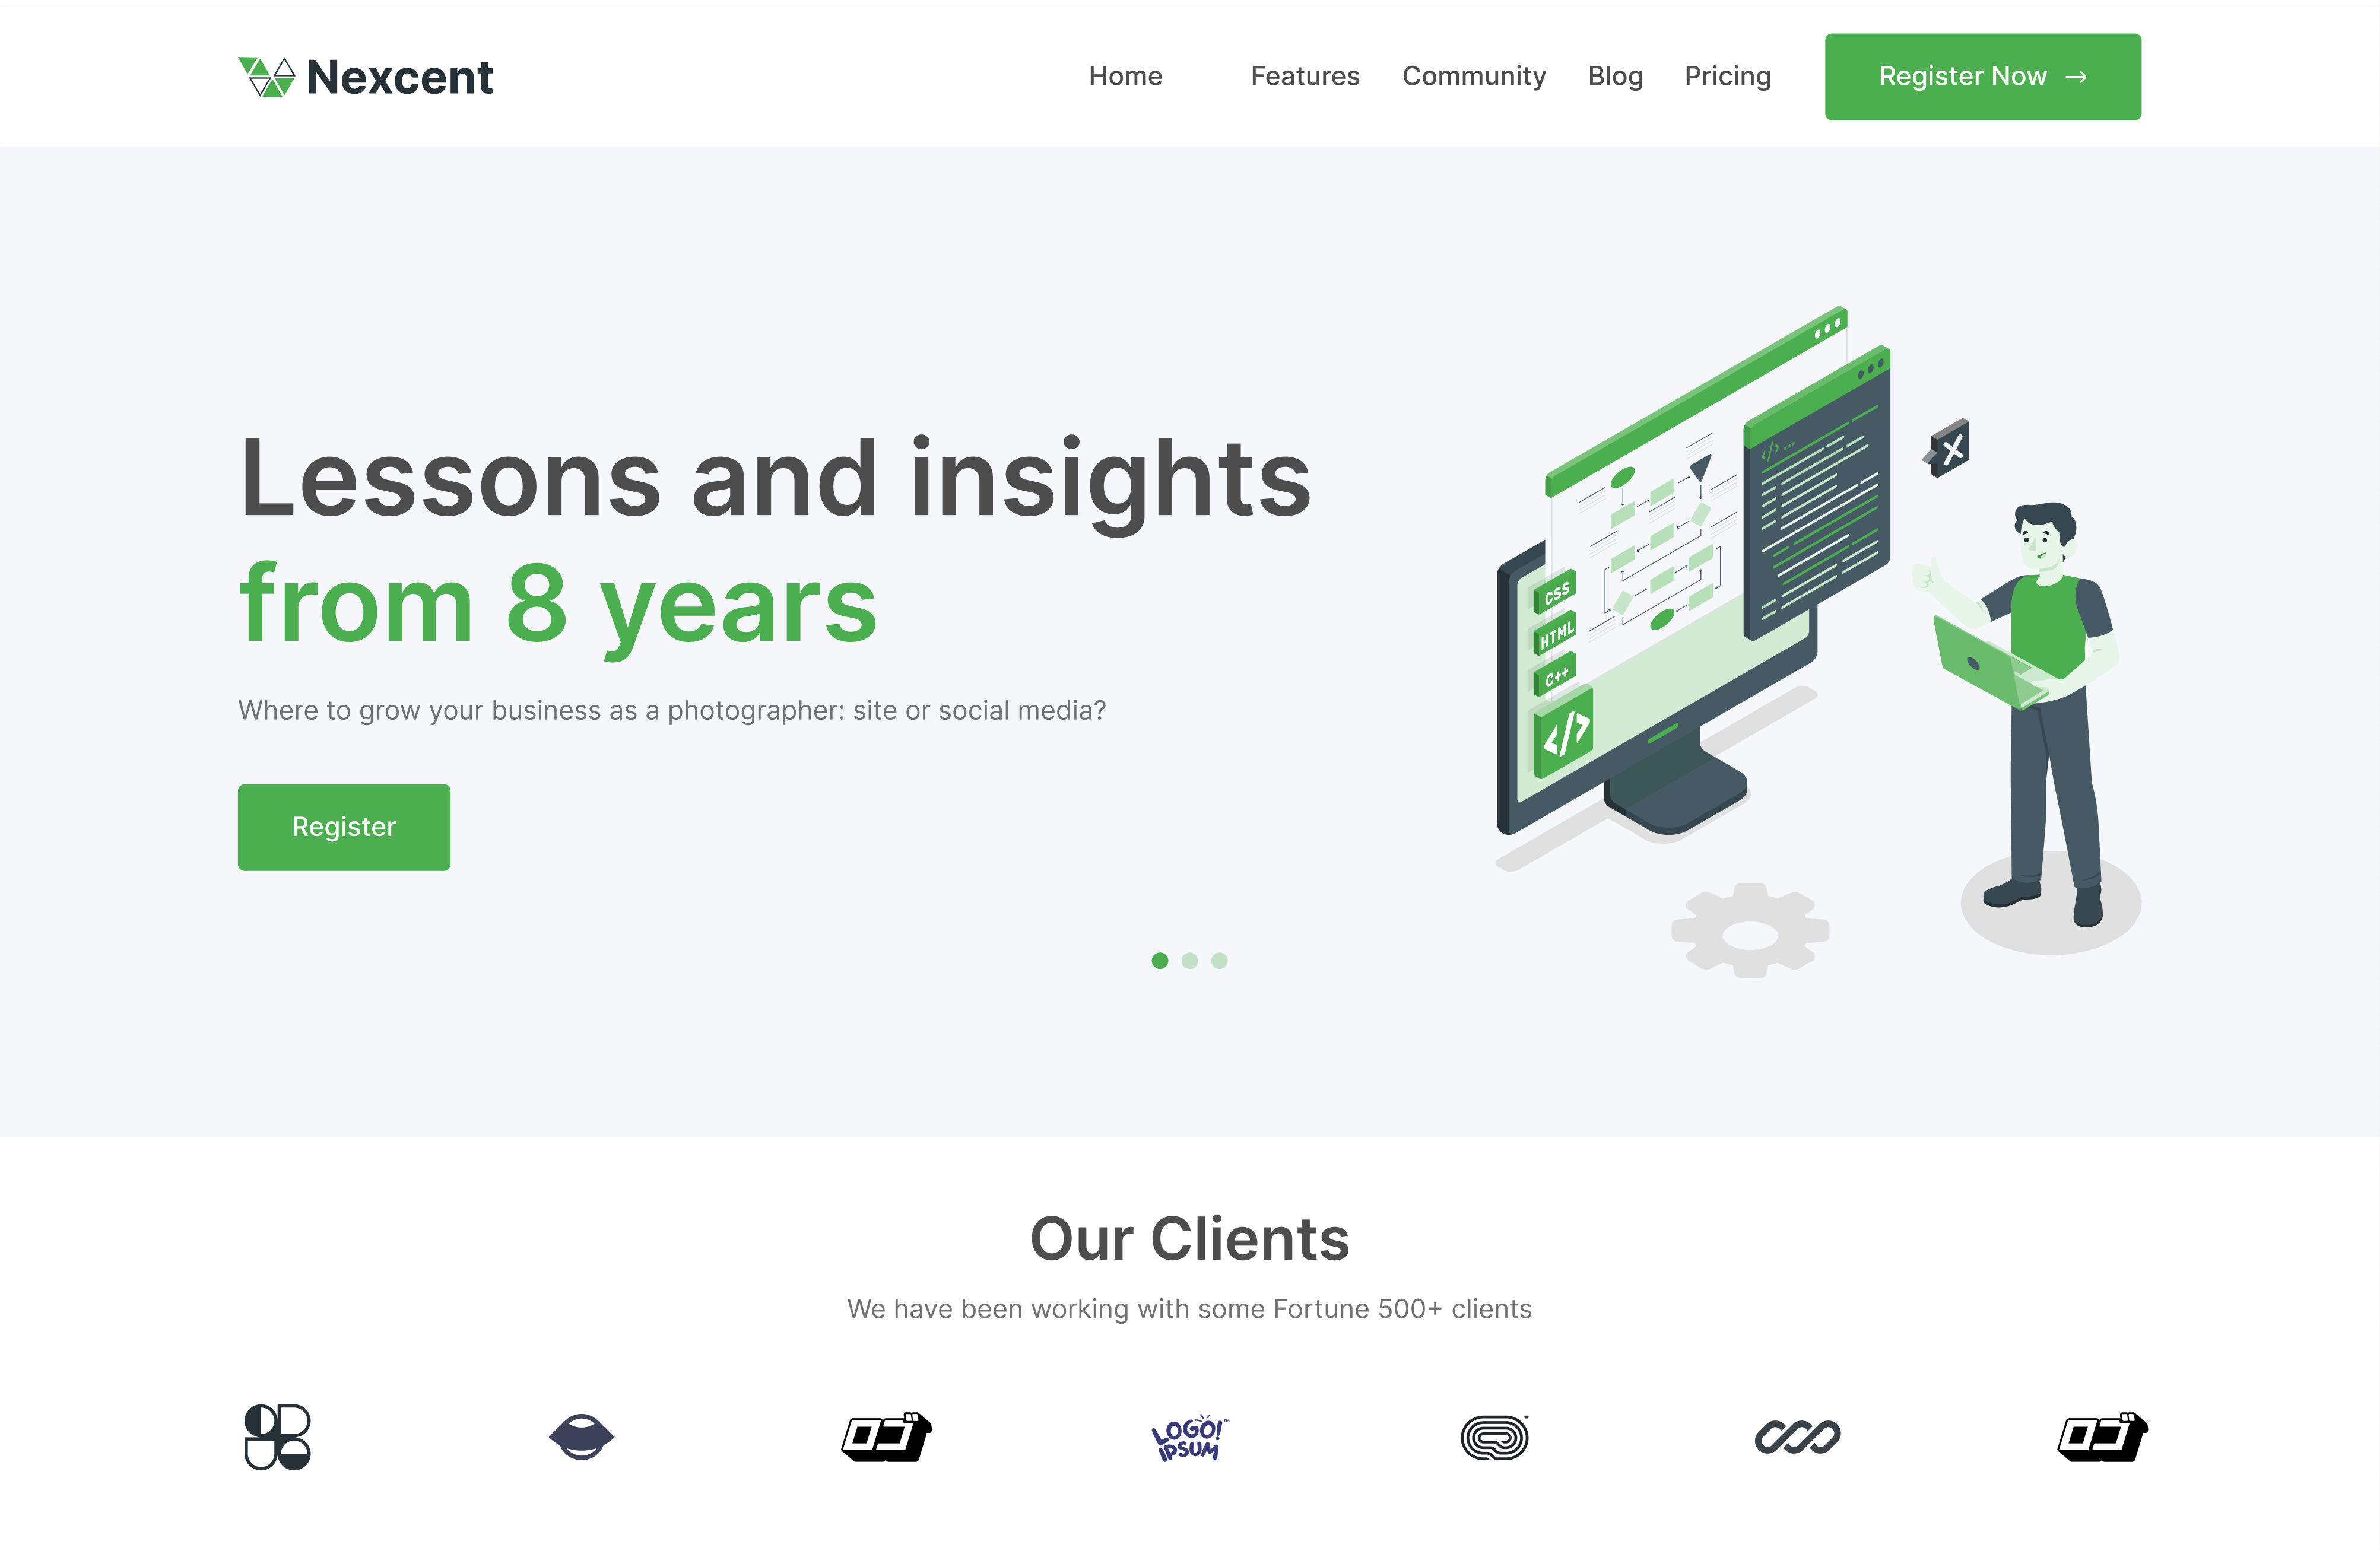 Nexcent
Home Features Community Blog Pricing Register Now →
Lessons and insights
from 8 years
Where to grow your business as a photographer: site or social media?
Register
CSS
HTML
C++
</>
</> ...
Our Clients
We have been working with some Fortune 500+ clients
LOGO! ™
IPSUM